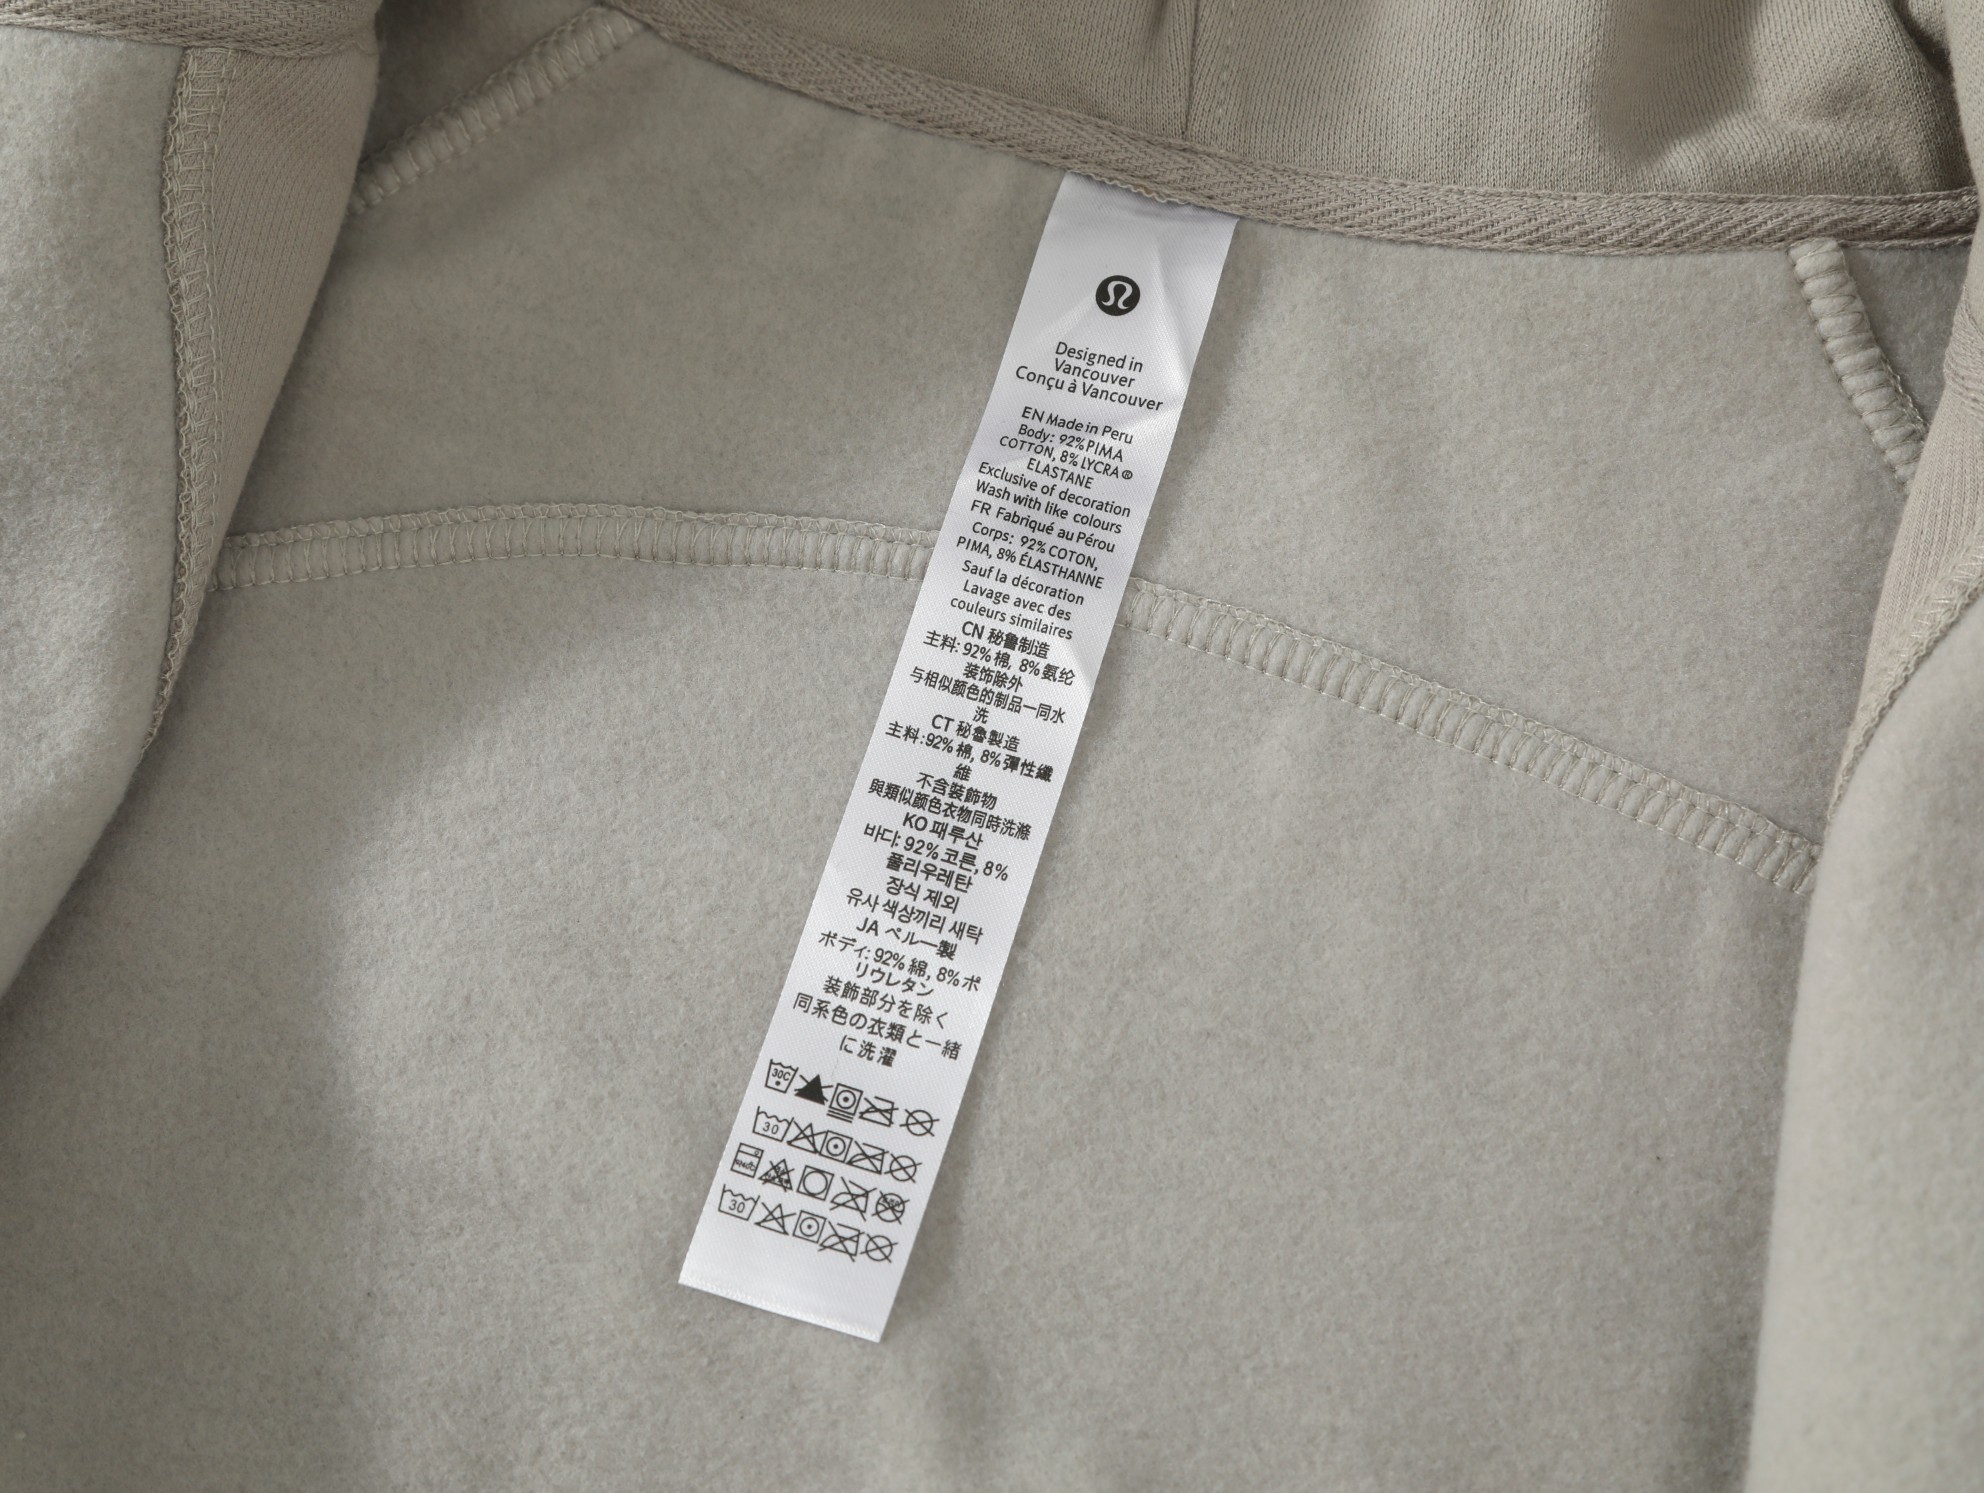 Designed in
Vancouver
Conçu à Vancouver
EN Made in Peru
Body: 92% PIMA
COTTON, 8% LYCRA®
ELASTANE
Exclusive of decoration
Wash with like colours
FR Fabriqué au Pérou
Corps: 92% COTON,
PIMA, 8% ÉLASTHANNE
Sauf la décoration
Lavage avec des
couleurs similaires
CN 秘鲁制造
主料: 92% 棉, 8% 氨纶
装饰除外
与相似颜色的制品一同水
洗
CT 秘魯製造
主料:92% 棉, 8% 彈性纖
維
不含裝飾物
與類似颜色衣物同時洗滌
KO 패루산
바디: 92% 코튼, 8%
폴리우레탄
장식 제외
유사 색상끼리 새탁
JA ペルー製
ボディ: 92% 綿, 8% ポ
リウレタン
装飾部分を除く
同系色の衣類と一緒
に洗濯
30C
30
30